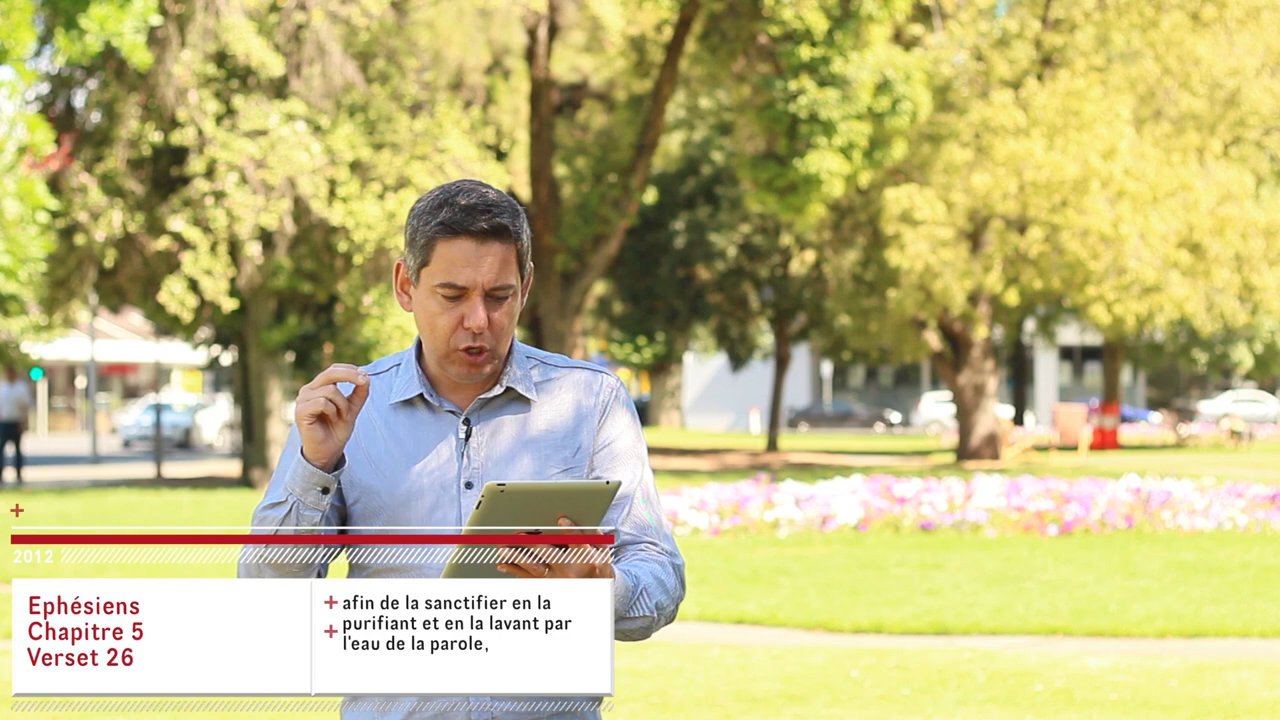 2012
Ephésiens
Chapitre 5
Verset 26
afin de la sanctifier en la
purifiant et en la lavant par
l'eau de la parole,